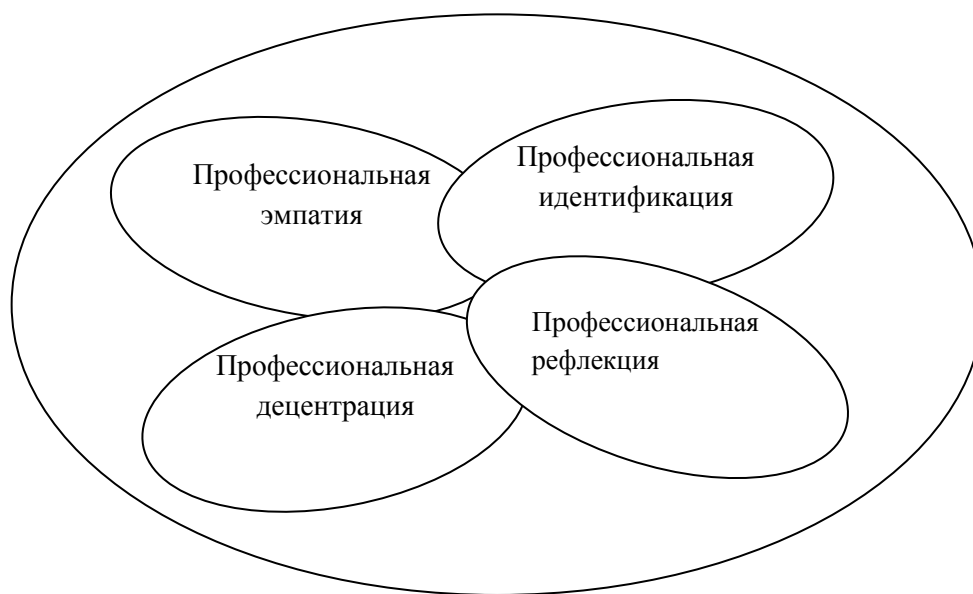 Профессиональная
эмпатия
Профессиональная
идентификация
Профессиональная
децентрация
Профессиональная
рефлекция